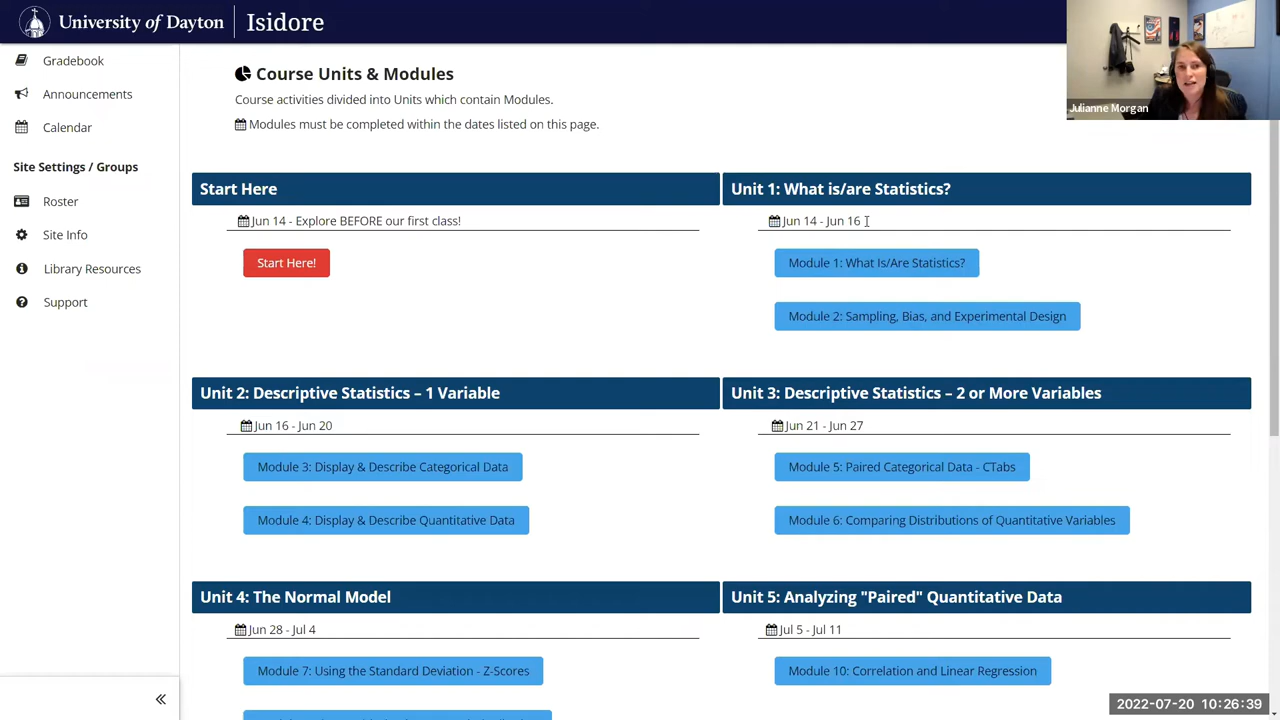 University of Dayton
Isidore
Gradebook
Announcements
Calendar
Site Settings / Groups
Roster
Site Info
Library Resources
Support
Course Units & Modules
Course activities divided into Units which contain Modules.
Modules must be completed within the dates listed on this page.
Julianne Morgan
Start Here
Jun 14 - Explore BEFORE our first class!
Start Here!
Unit 1: What is/are Statistics?
Jun 14 - Jun 16
Module 1: What Is/Are Statistics?
Module 2: Sampling, Bias, and Experimental Design
Unit 2: Descriptive Statistics – 1 Variable
Jun 16 - Jun 20
Module 3: Display & Describe Categorical Data
Module 4: Display & Describe Quantitative Data
Unit 3: Descriptive Statistics – 2 or More Variables
Jun 21 - Jun 27
Module 5: Paired Categorical Data - CTabs
Module 6: Comparing Distributions of Quantitative Variables
Unit 4: The Normal Model
Jun 28 - Jul 4
Module 7: Using the Standard Deviation - Z-Scores
Unit 5: Analyzing "Paired" Quantitative Data
Jul 5 - Jul 11
Module 10: Correlation and Linear Regression
2022-07-20 10:26:39